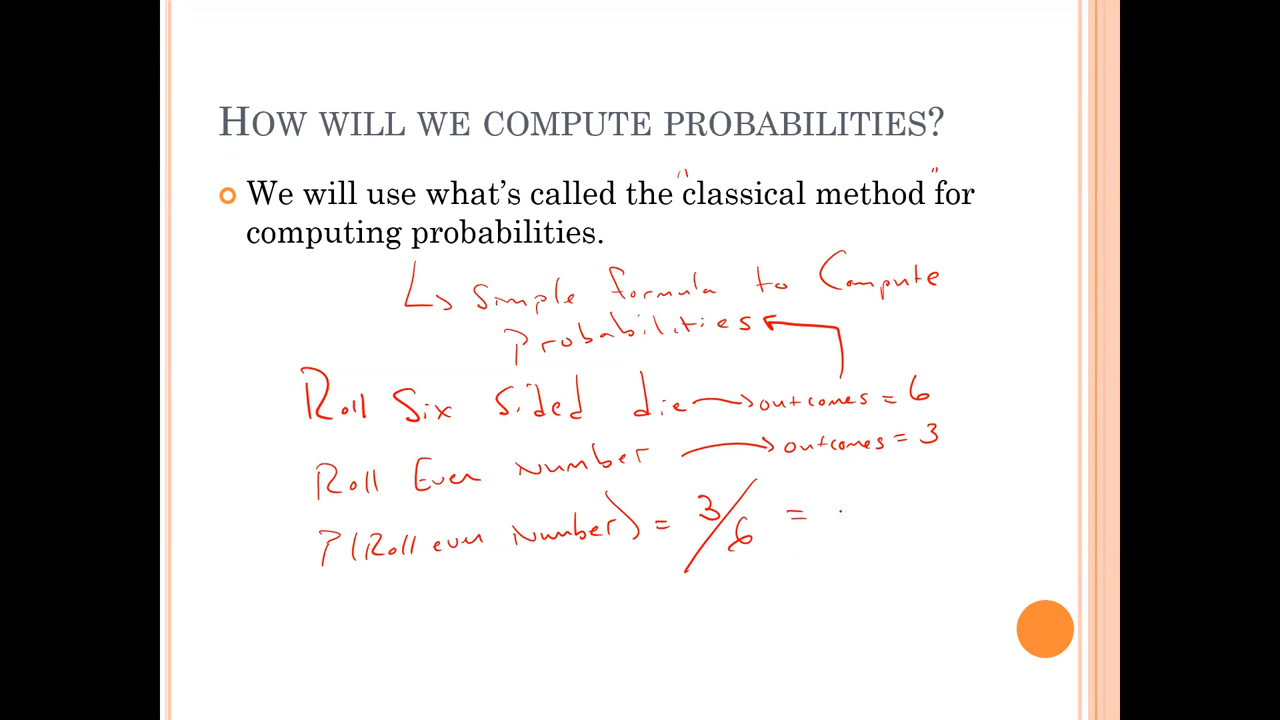 HOW WILL WE COMPUTE PROBABILITIES?
We will use what's called the "classical method" for
computing probabilities.
↳ Simple formula to Compute
Probabilities
Roll Six Sided die → outcomes = 6
Roll Even Number → outcomes = 3
P(Roll even Number) = 3/6 = .